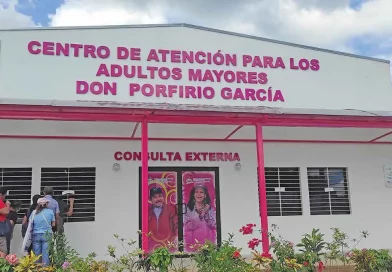 CENTRO DE ATENCIÓN PARA LOS
ADULTOS MAYORES
DON PORFIRIO GARCÍA
CONSULTA EXTERNA